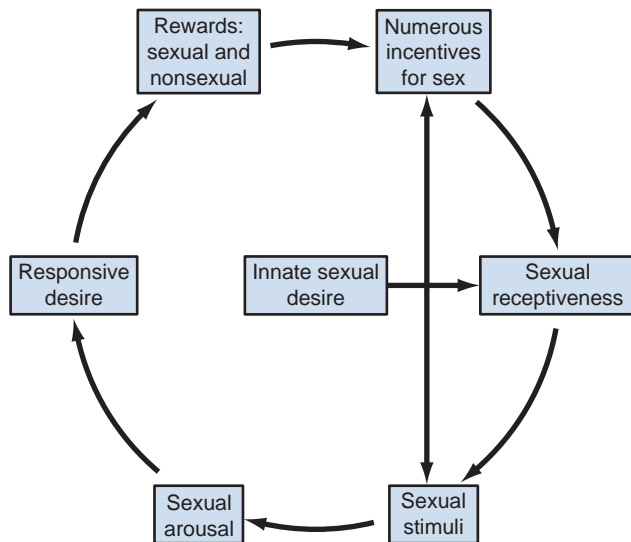 Rewards:
sexual and
nonsexual
Numerous
incentives
for sex
Responsive
desire
Innate sexual
desire
Sexual
receptiveness
Sexual
arousal
Sexual
stimuli